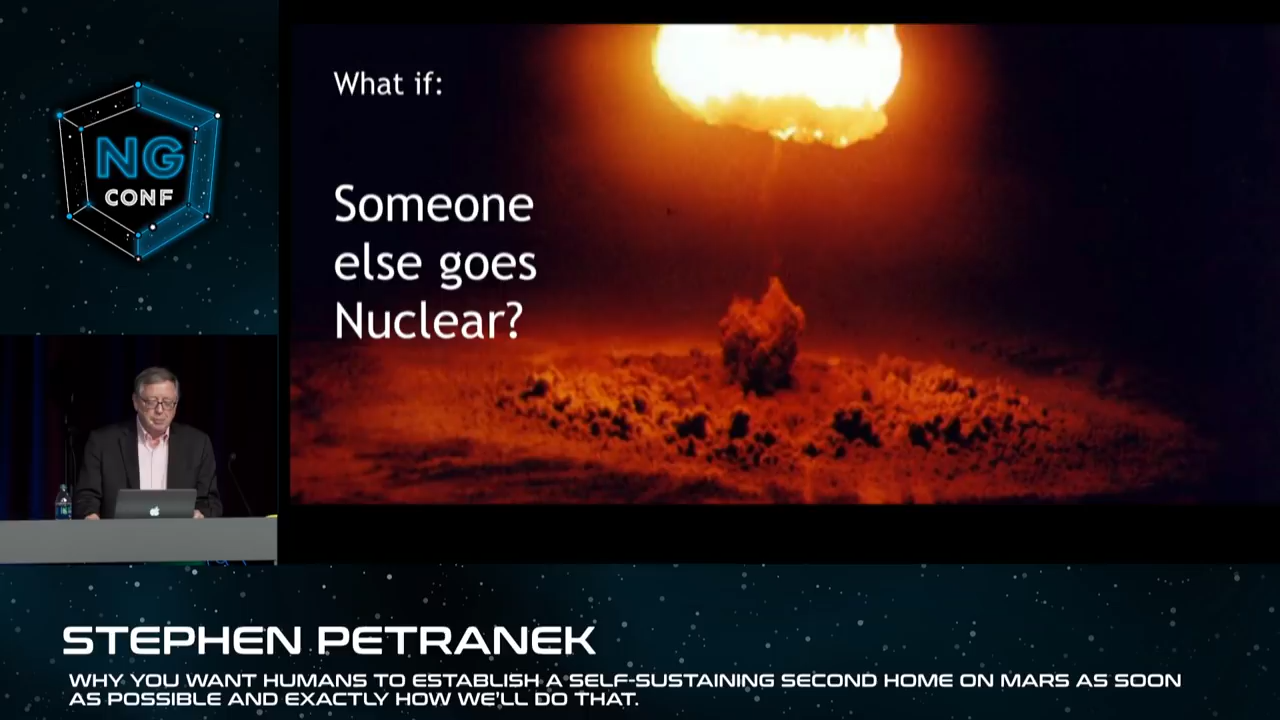 NG
CONF
What if:
Someone
else goes
Nuclear?
STEPHEN PETRANEK
WHY YOU WANT HUMANS TO ESTABLISH A SELF-SUSTAINING SECOND HOME ON MARS AS SOON
AS POSSIBLE AND EXACTLY HOW WE'LL DO THAT.